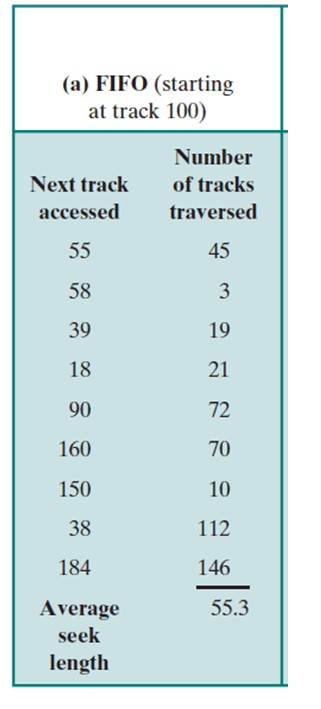 (a) FIFO (starting
at track 100)
Next track
accessed
Number
of tracks
traversed
55 45
58 3
39 19
18 21
90 72
160 70
150 10
38 112
184 146
Average 55.3
seek
length